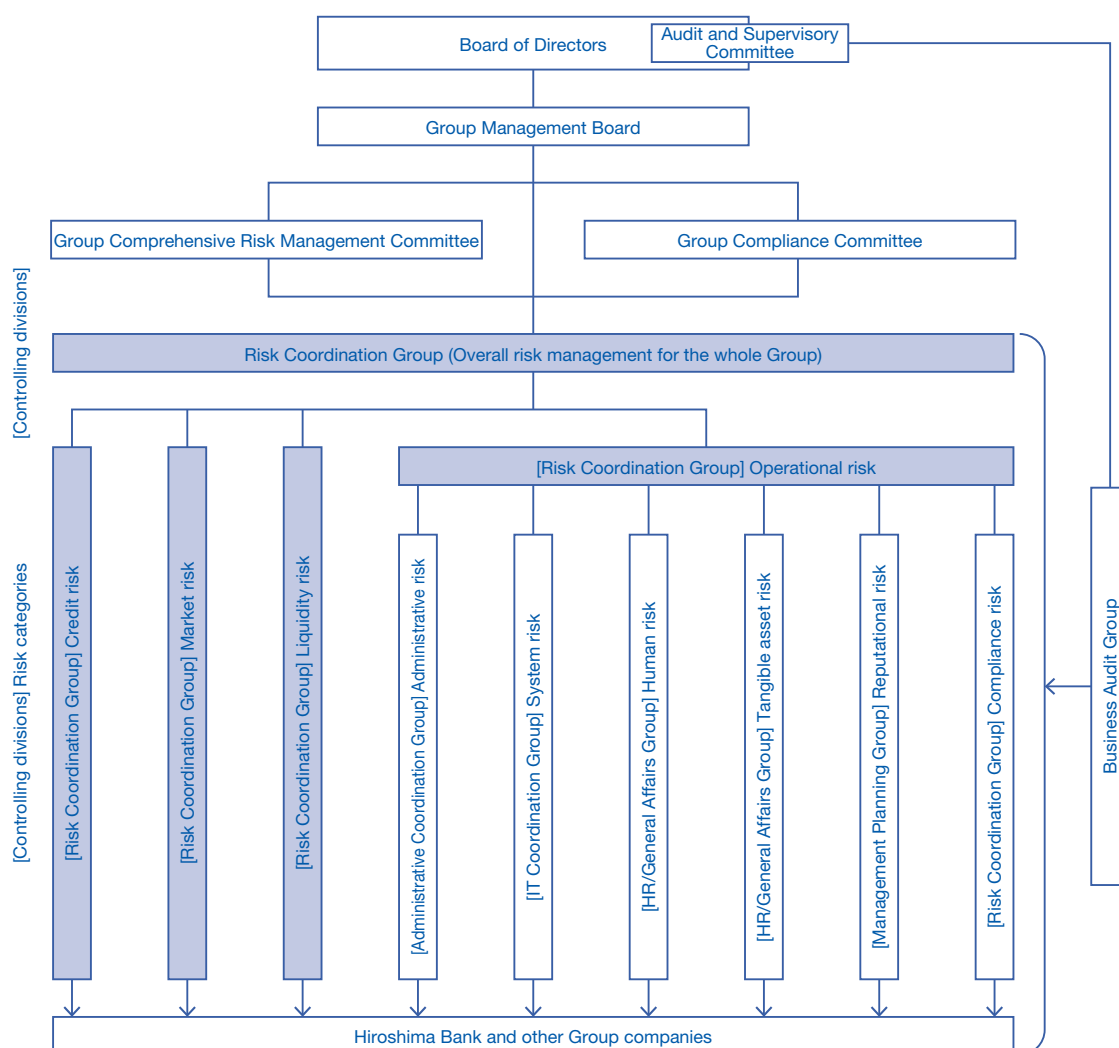 Board of Directors
Audit and Supervisory
Committee
Group Management Board
Group Comprehensive Risk Management Committee
Group Compliance Committee
[Controlling divisions]
Risk Coordination Group (Overall risk management for the whole Group)
[Risk Coordination Group] Operational risk
[Controlling divisions] Risk categories
[Risk Coordination Group] Credit risk
[Risk Coordination Group] Market risk
[Risk Coordination Group] Liquidity risk
[Administrative Coordination Group] Administrative risk
[IT Coordination Group] System risk
[HR/General Affairs Group] Human risk
[HR/General Affairs Group] Tangible asset risk
[Management Planning Group] Reputational risk
[Risk Coordination Group] Compliance risk
Business Audit Group
Hiroshima Bank and other Group companies